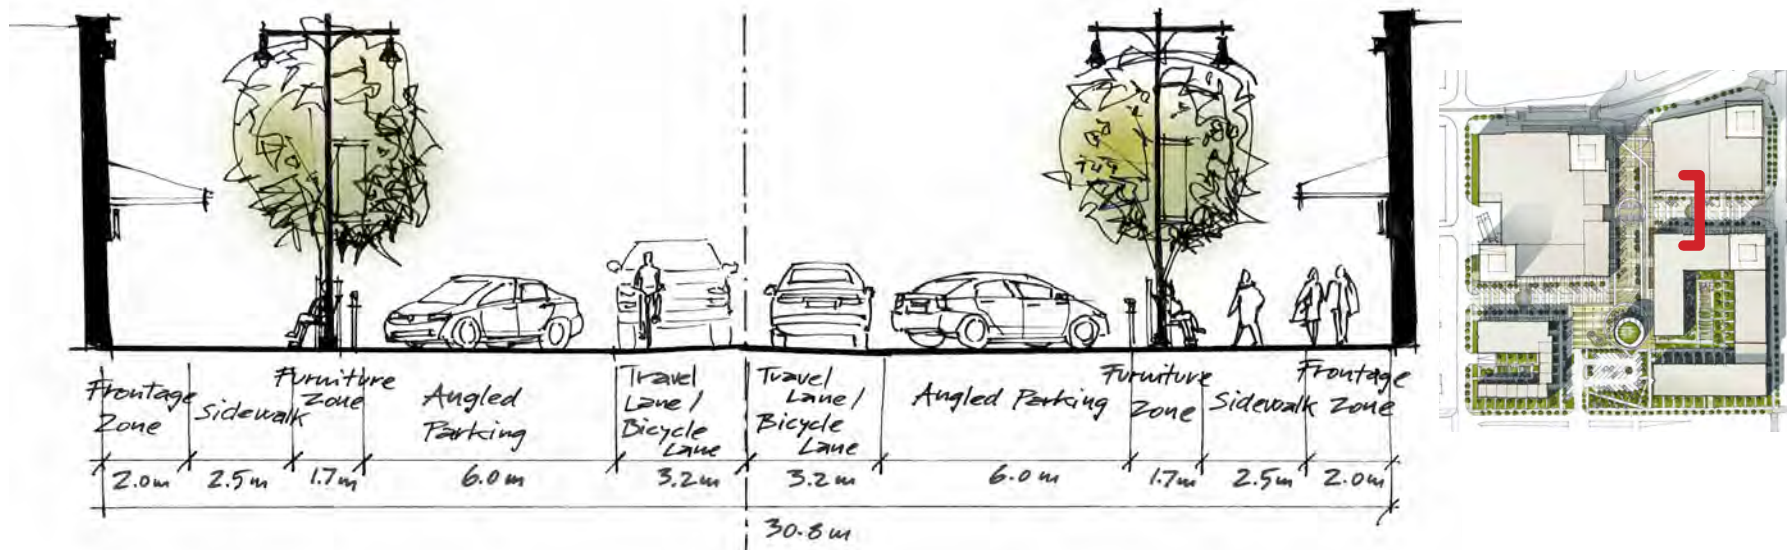 Frontage
Zone
Sidewalk
Furniture
Zone
Angled
Parking
Travel
Lane/
Bicycle
Lane
Travel
Lane/
Bicycle
Lane
Angled Parking
Furniture
Zone
Sidewalk
Frontage
Zone
2.0m 2.5m 1.7m 6.0m 3.2m 3.2m 6.0m 1.7m 2.5m 2.0m
30.8m